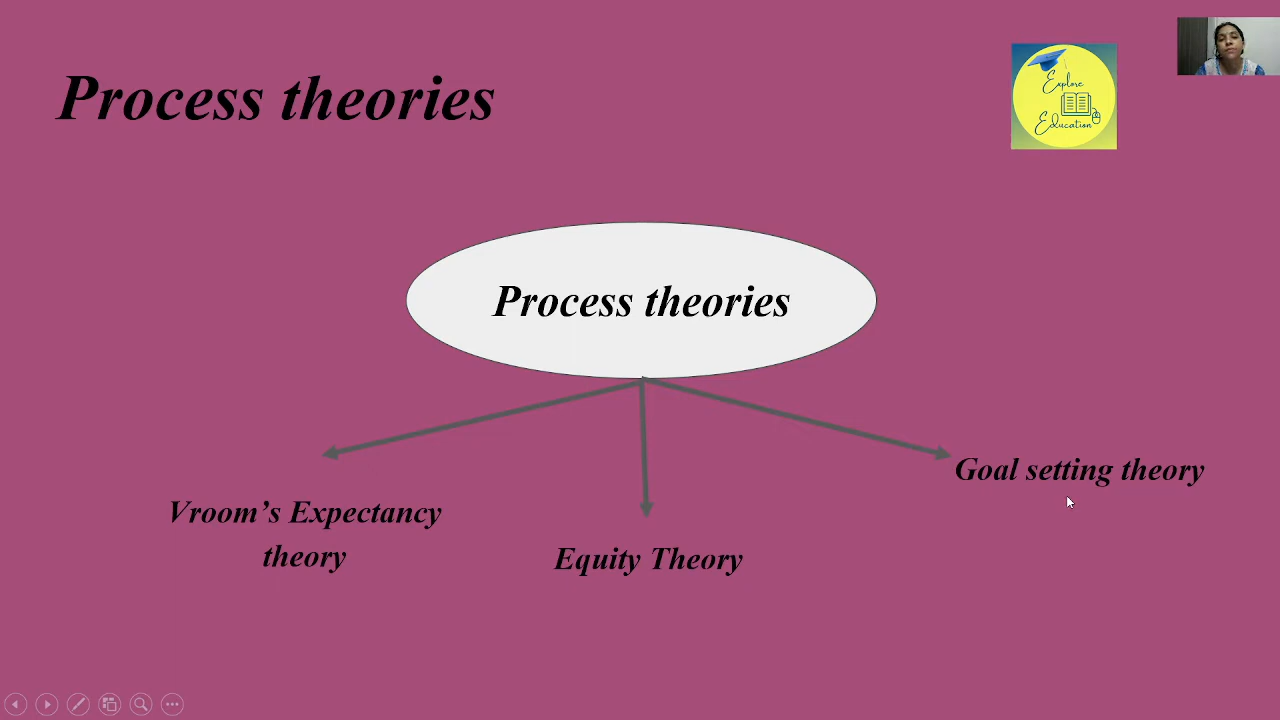 Process theories
Explore
Education
Process theories
Goal setting theory
Vroom’s Expectancy
theory
Equity Theory